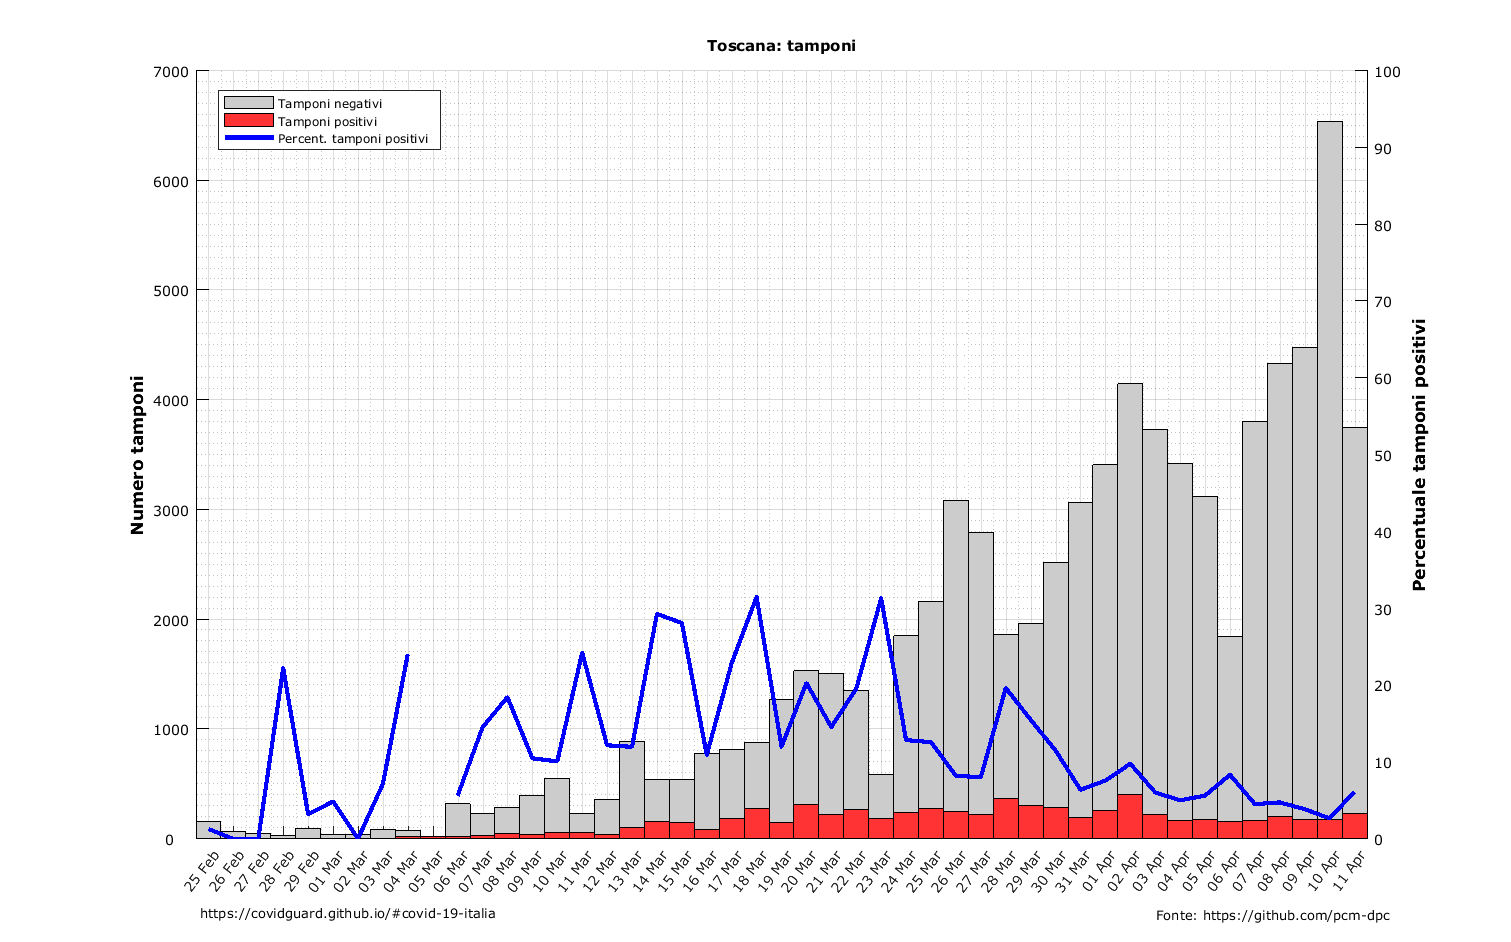 Toscana: tamponi
Tamponi negativi
Tamponi positivi
Percent. tamponi positivi
Numero tamponi
7000
6000
5000
4000
3000
2000
1000
0
100
90
80
70
60
50
40
30
20
10
0
Percentuale tamponi positivi
25 Feb
26 Feb
27 Feb
28 Feb
29 Feb
01 Mar
02 Mar
03 Mar
04 Mar
05 Mar
06 Mar
07 Mar
08 Mar
09 Mar
10 Mar
11 Mar
12 Mar
13 Mar
14 Mar
15 Mar
16 Mar
17 Mar
18 Mar
19 Mar
20 Mar
21 Mar
22 Mar
23 Mar
24 Mar
25 Mar
26 Mar
27 Mar
28 Mar
29 Mar
30 Mar
31 Mar
01 Apr
02 Apr
03 Apr
04 Apr
05 Apr
06 Apr
07 Apr
08 Apr
09 Apr
10 Apr
11 Apr
https://covidguard.github.io/#covid-19-italia
Fonte: https://github.com/pcm-dpc